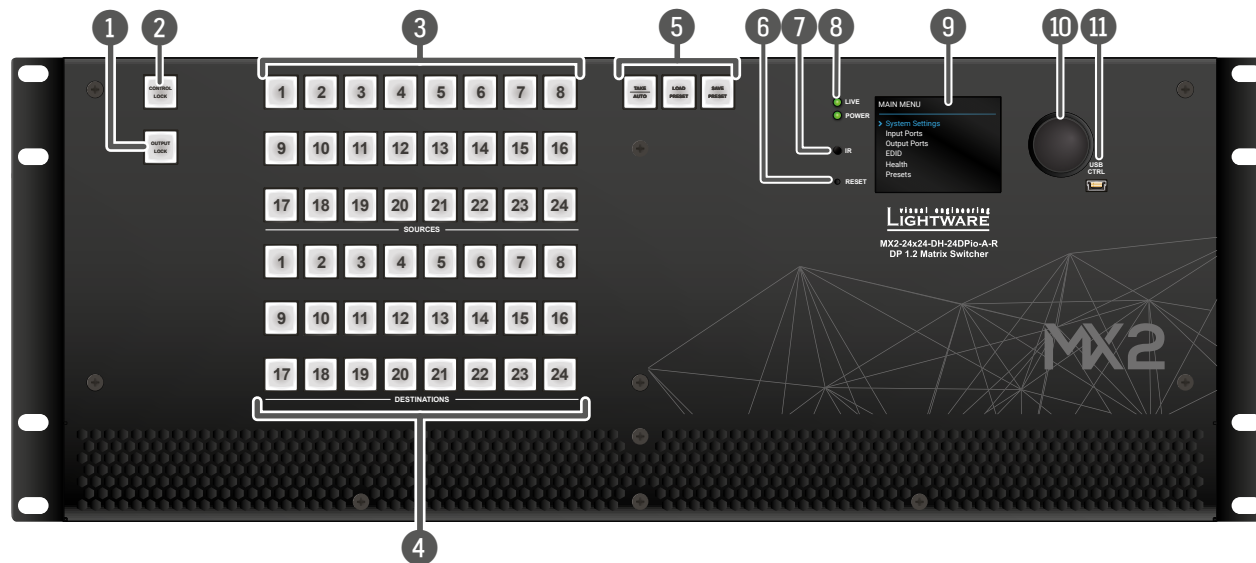 1 2 3 5 6 7 8 9 10 11
CONTROL LOCK
OUTPUT LOCK
1 2 3 4 5 6 7 8
9 10 11 12 13 14 15 16
17 18 19 20 21 22 23 24
SOURCES
1 2 3 4 5 6 7 8
9 10 11 12 13 14 15 16
17 18 19 20 21 22 23 24
DESTINATIONS
4
TAKE AUTO
LOAD PRESET
SAVE PRESET
LIVE
POWER
IR
RESET
MAIN MENU
System Settings
Input Ports
Output Ports
EDID
Health
Presets
USB
CTRL
visual engineering
LIGHTWARE
MX2-24x24-DH-24DPio-A-R
DP 1.2 Matrix Switcher
MX2